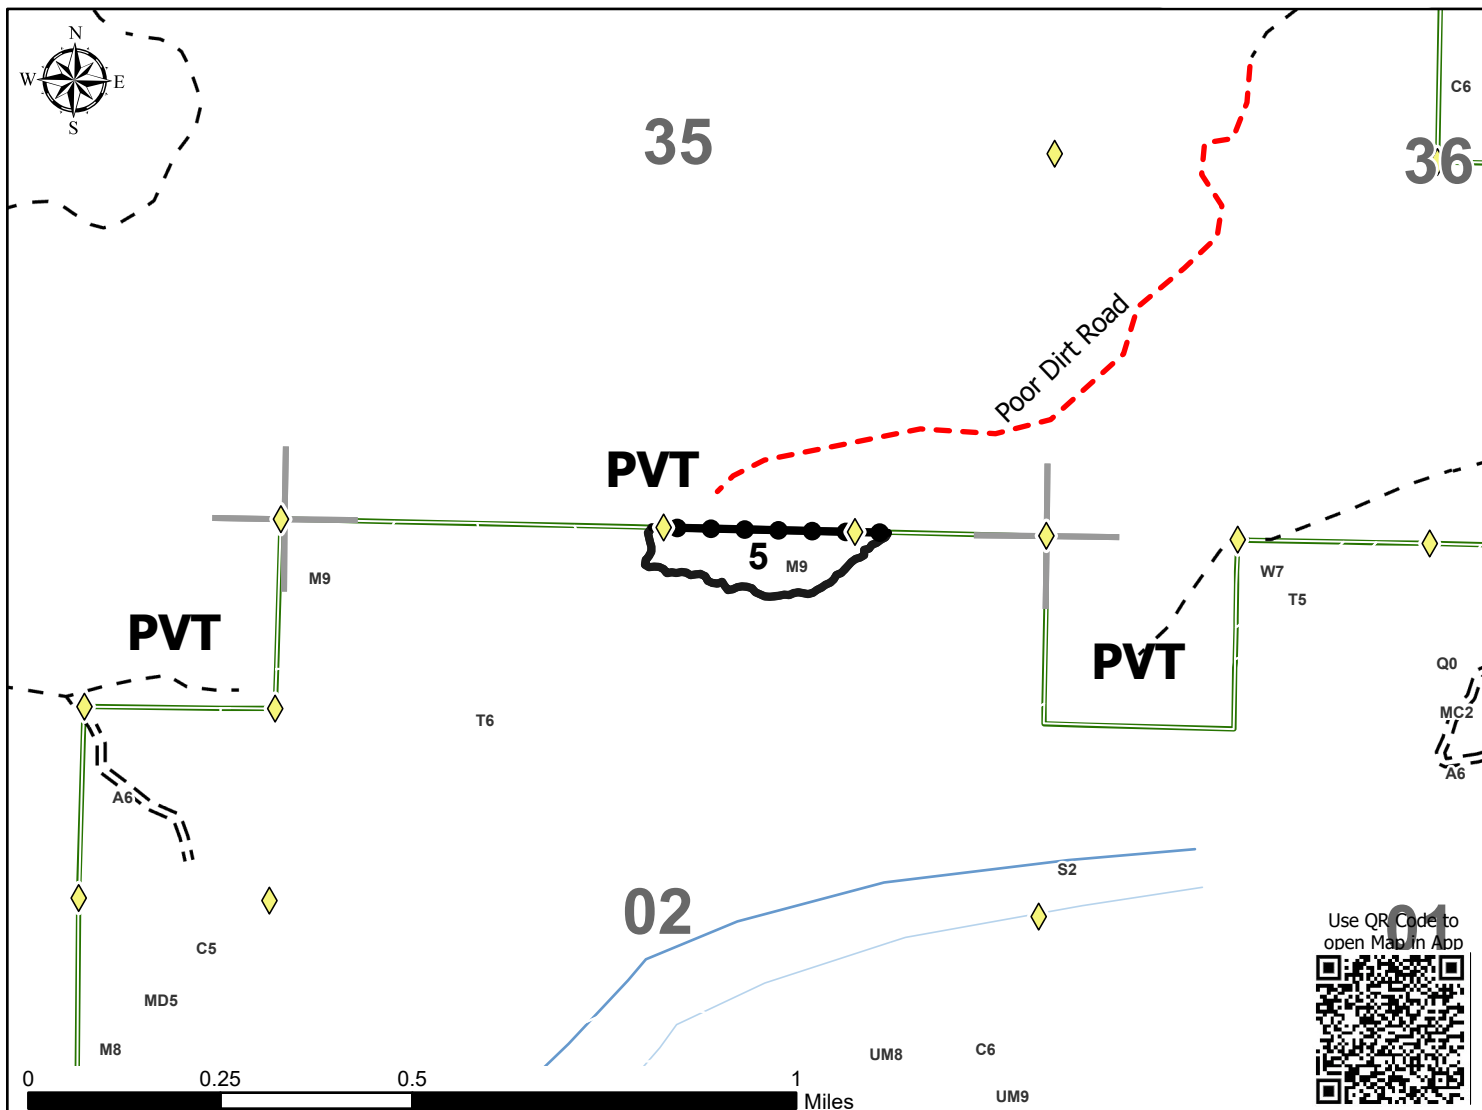 N
W E
S
35
36
C6
Poor Dirt Road
PVT
5
M9
M9
W7
T5
PVT
PVT
Q0
MC2
A6
T6
A6
S2
02
01
Use QR Code to
open Map in App
C5
MD5
M8
UM8
C6
UM9
0 0.25 0.5 1
Miles